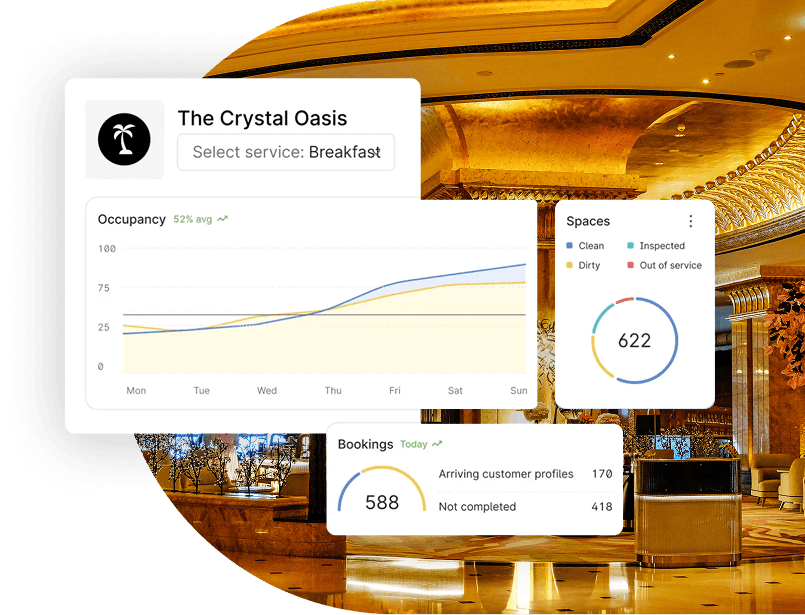 The Crystal Oasis
Select service: Breakfast
Occupancy 52% avg
100
75
25
0
Mon Tue Wed Thu Fri Sat Sun
Spaces
Clean Inspected
Dirty Out of service
622
Bookings Today
588
Arriving customer profiles 170
Not completed 418